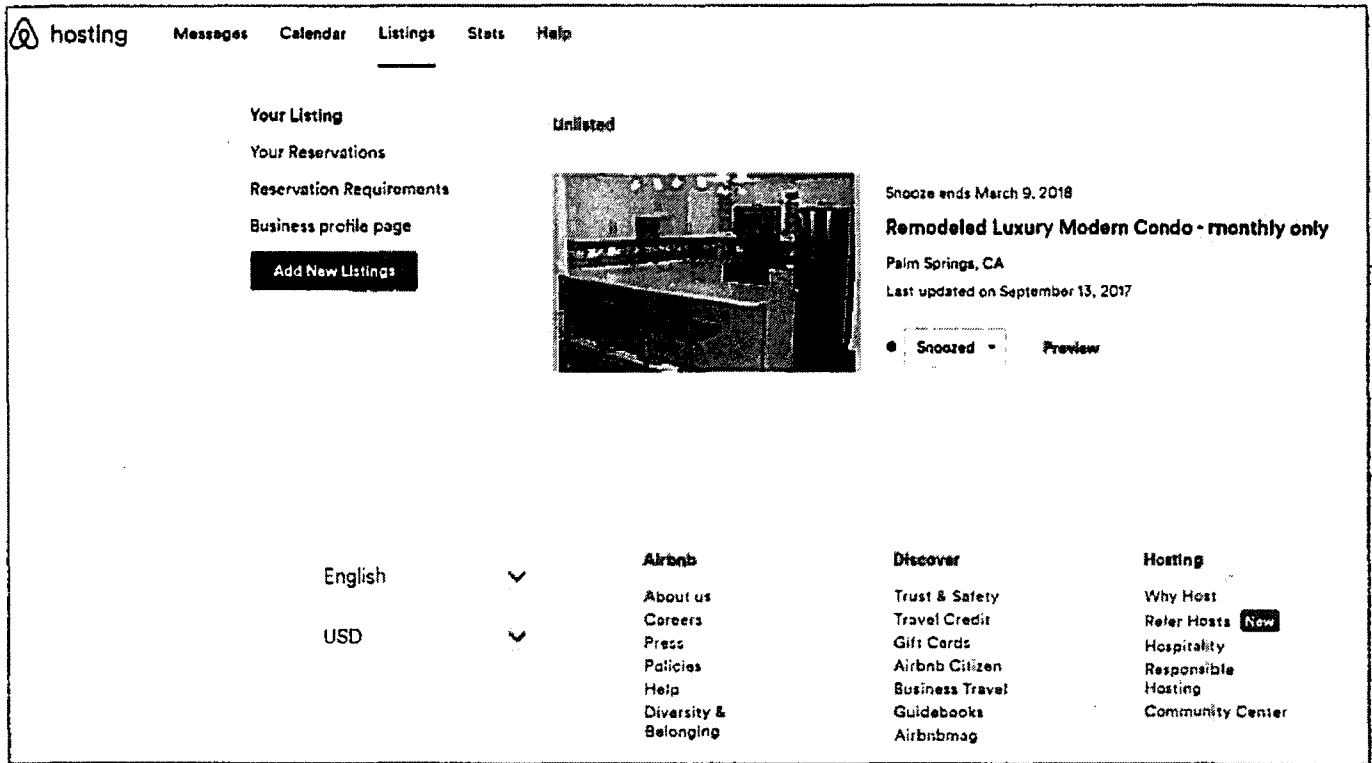 hosting Messages Calendar Listings Stats Help
Your Listing
Your Reservations
Reservation Requirements
Business profile page
Add New Listings
Unlisted
Snooze ends March 9, 2018
Remodeled Luxury Modern Condo - monthly only
Palm Springs, CA
Last updated on September 13, 2017
Snoozed Preview
English
USD
Airbnb
About us
Careers
Press
Policies
Help
Diversity &
Belonging
Discover
Trust & Safety
Travel Credit
Gift Cards
Airbnb Citizen
Business Travel
Guidebooks
Airbnbmag
Hosting
Why Host
Refer Hosts New
Hospitality
Responsible
Hosting
Community Center